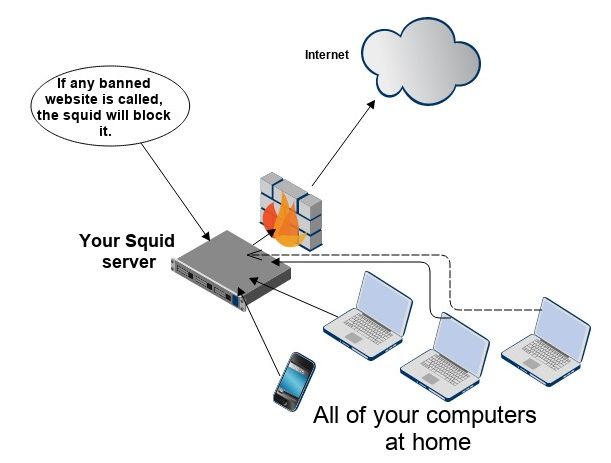 Internet
If any banned
website is called,
the squid will block
it.
Your Squid
server
All of your computers
at home